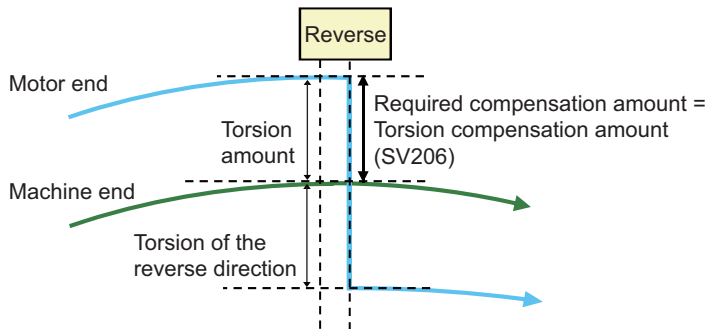 Reverse
Motor end
Required compensation amount =
Torsion compensation amount
(SV206)
Torsion
amount
Machine end
Torsion of the
reverse direction